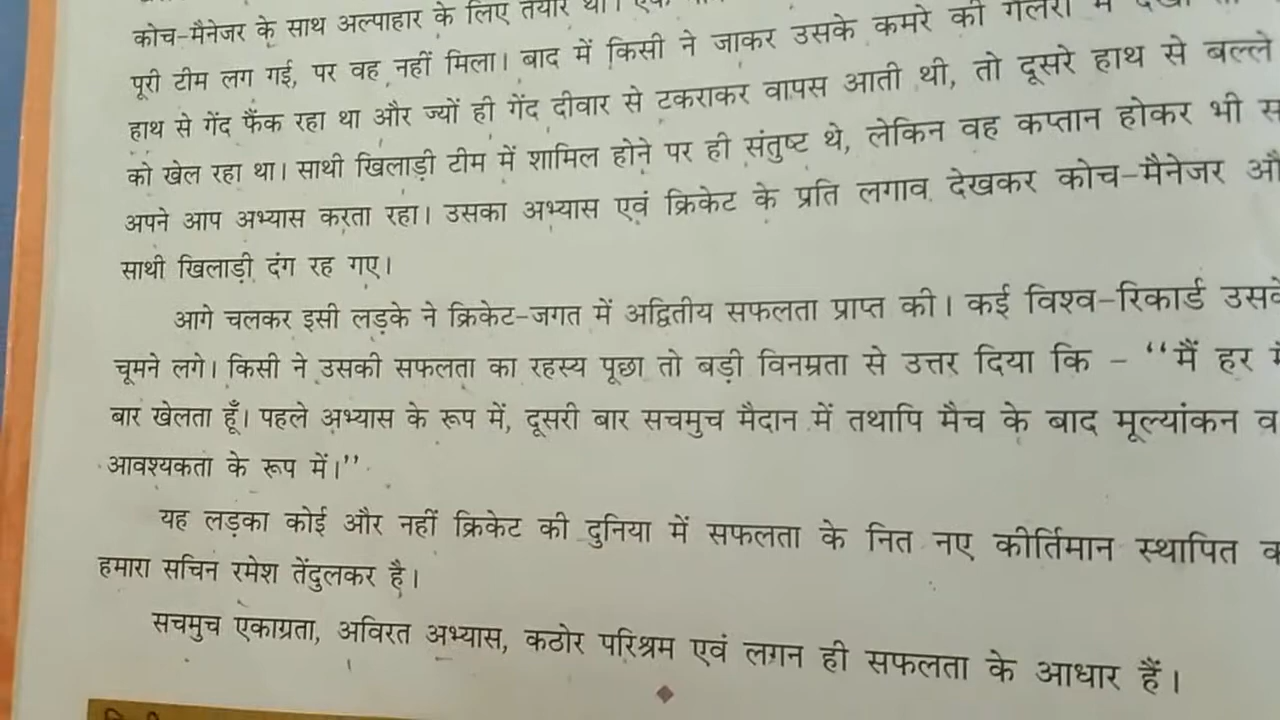 कोच-मैनेजर के साथ अल्पाहार के लिए तैयार था।
पूरी टीम लग गई, पर वह नहीं मिला। बाद में किसी ने जाकर उसके कमरे की गैलरी में देखा
हाथ से गेंद फैंक रहा था और ज्यों ही गेंद दीवार से टकराकर वापस आती थी, तो दूसरे हाथ से बल्ले
को खेल रहा था। साथी खिलाड़ी टीम में शामिल होने पर ही संतुष्ट थे, लेकिन वह कप्तान होकर भी
अपने आप अभ्यास करता रहा। उसका अभ्यास एवं क्रिकेट के प्रति लगाव देखकर कोच-मैनेजर
साथी खिलाड़ी दंग रह गए।
आगे चलकर इसी लड़के ने क्रिकेट-जगत में अद्वितीय सफलता प्राप्त की। कई विश्व-रिकार्ड
चूमने लगे। किसी ने उसकी सफलता का रहस्य पूछा तो बड़ी विनम्रता से उत्तर दिया कि – ‘‘मैं हर
बार खेलता हूँ। पहले अभ्यास के रूप में, दूसरी बार सचमुच मैदान में तथापि मैच के बाद मूल्यांकन
आवश्यकता के रूप में।’’
यह लड़का कोई और नहीं क्रिकेट की दुनिया में सफलता के नित नए कीर्तिमान स्थापित
हमारा सचिन रमेश तेंदुलकर है।
सचमुच एकाग्रता, अविरत अभ्यास, कठोर परिश्रम एवं लगन ही सफलता के आधार हैं।